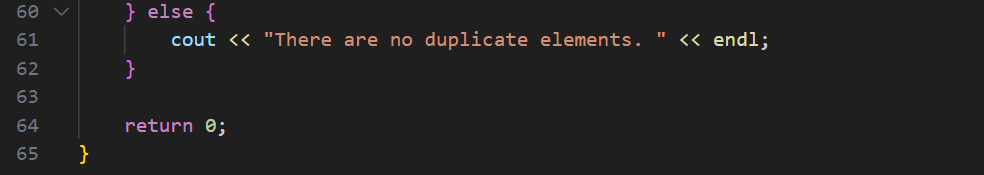 60 } else {
61 cout << "There are no duplicate elements. " << endl;
62 }
63
64 return 0;
65 }